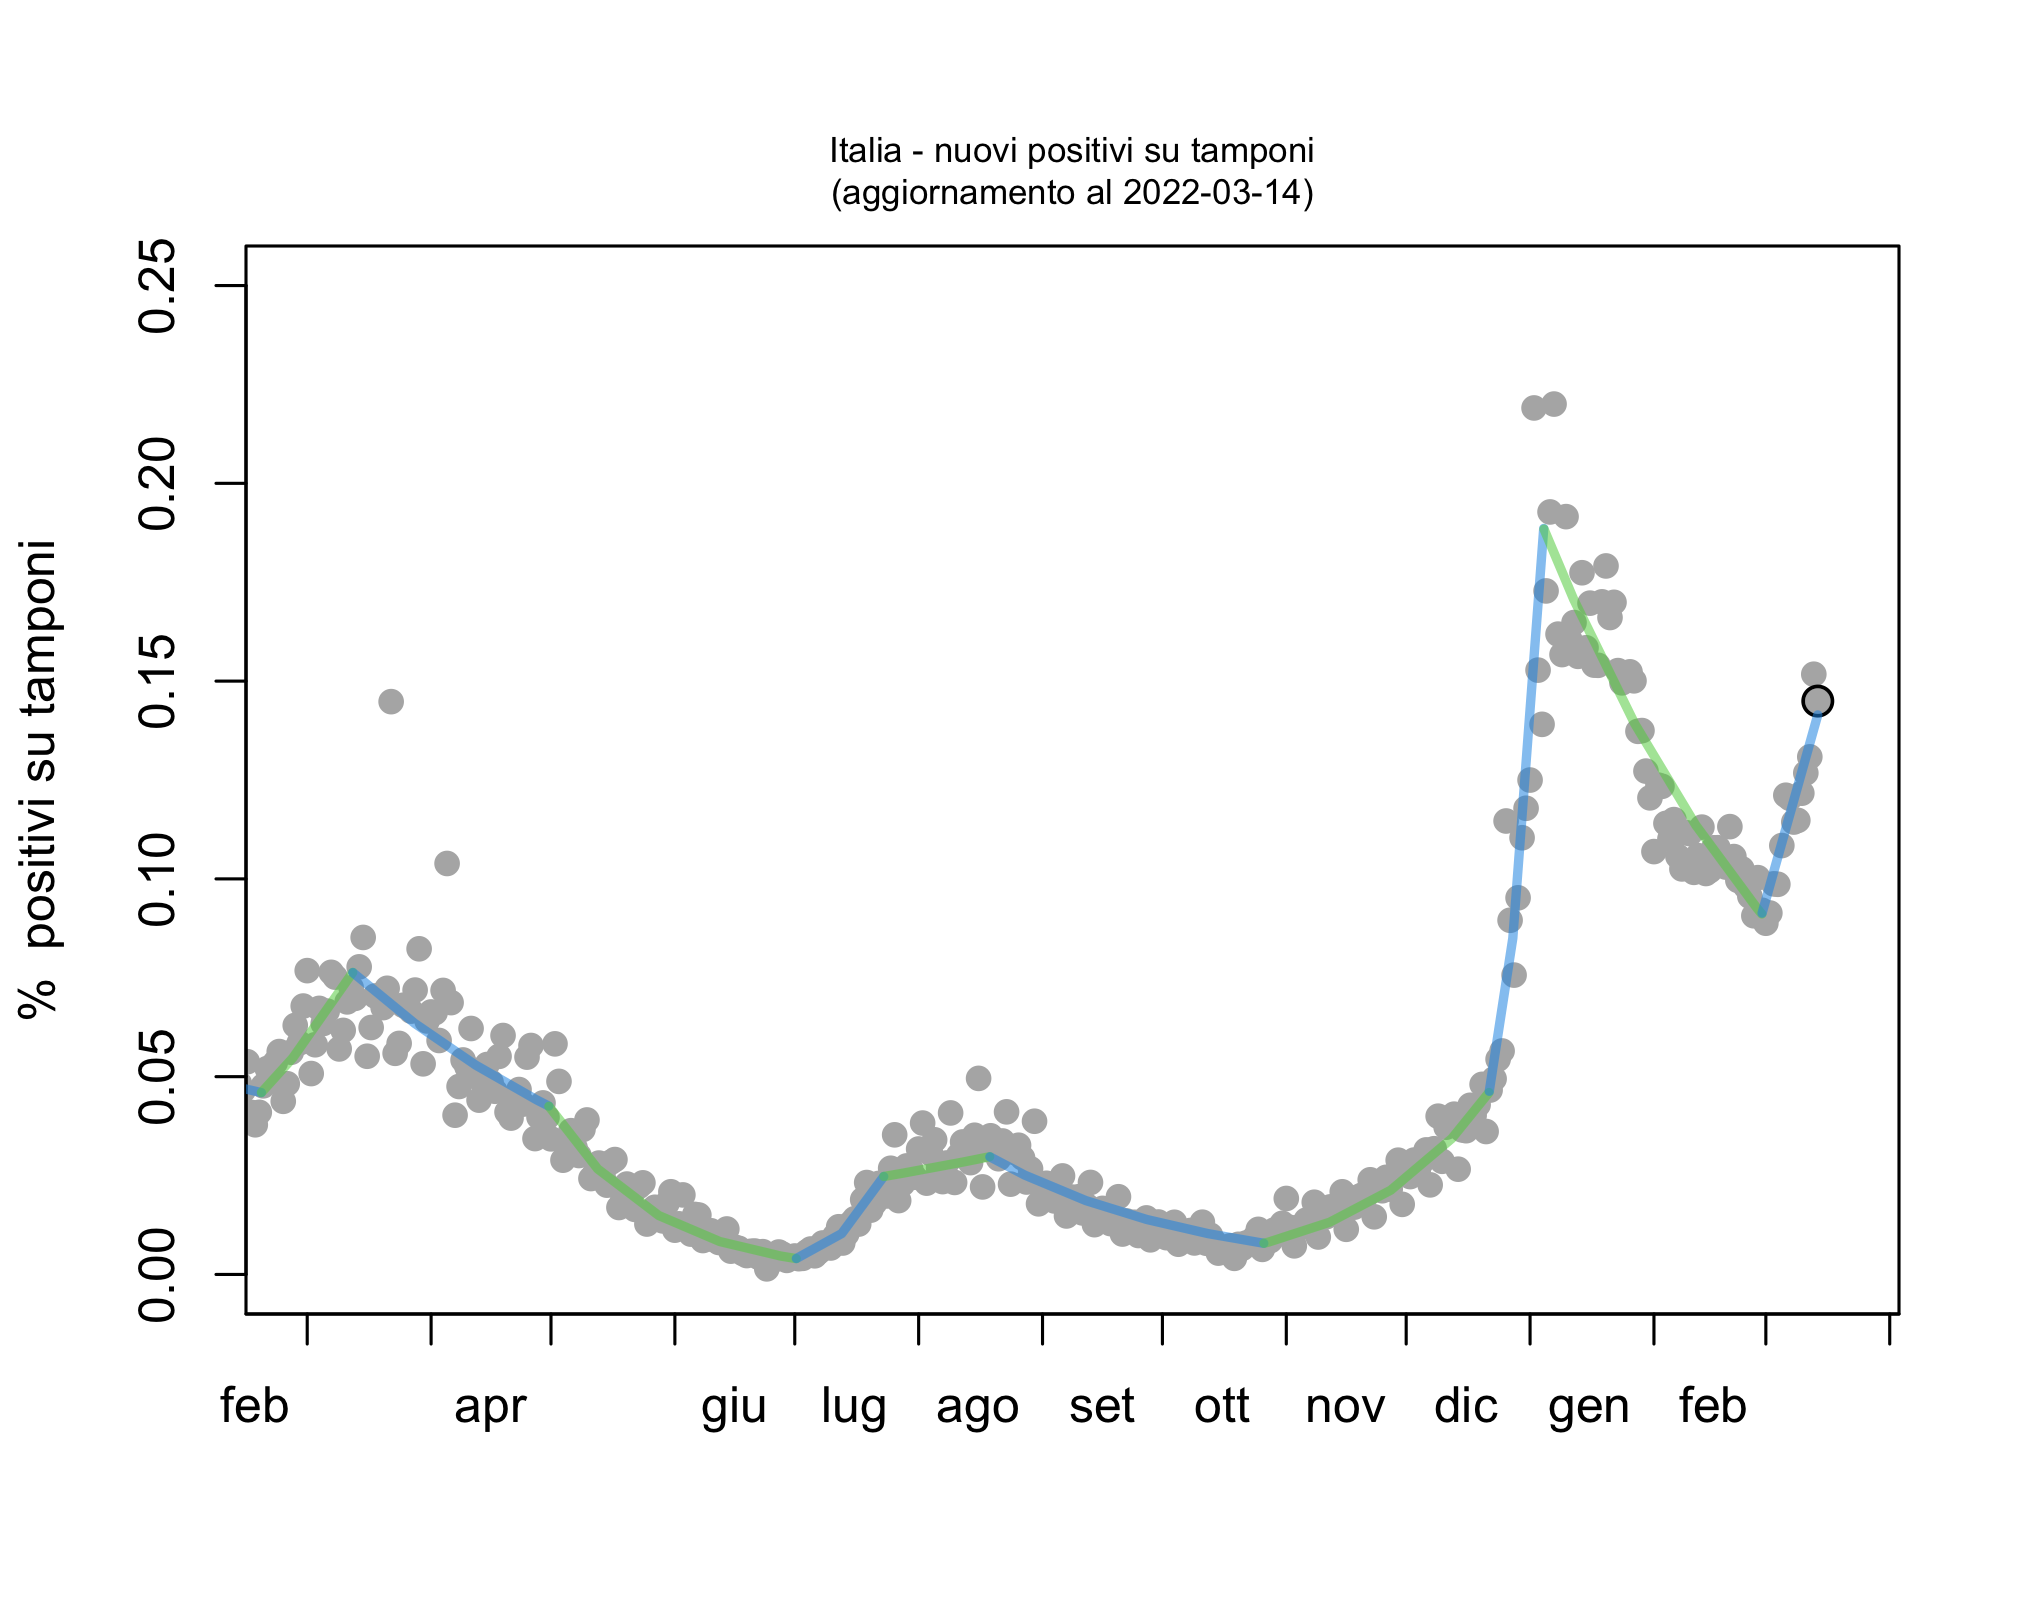 Italia - nuovi positivi su tamponi
(aggiornamento al 2022-03-14)
% positivi su tamponi
0.25
0.20
0.15
0.10
0.05
0.00
feb apr giu lug ago set ott nov dic gen feb